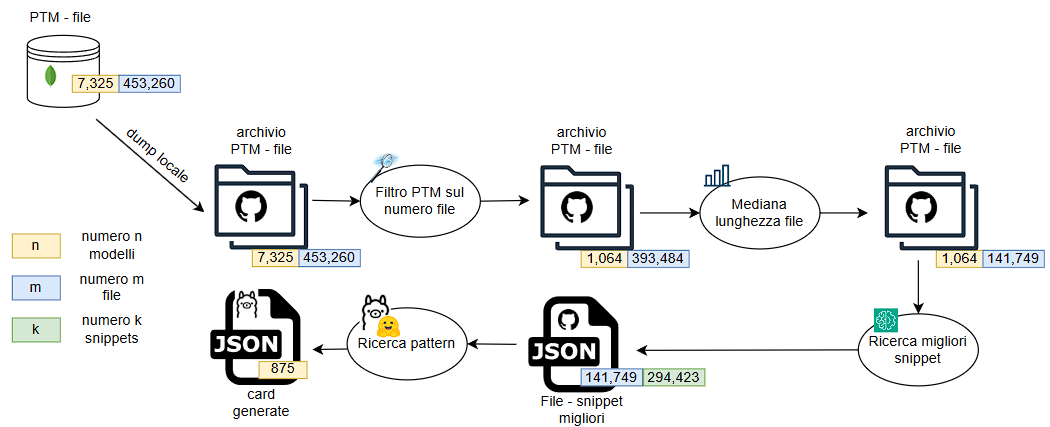 PTM - file
7,325 453,260
dump locale
archivio
PTM - file
7,325 453,260
Filtro PTM sul
numero file
archivio
PTM - file
1,064 393,484
Mediana
lunghezza file
archivio
PTM - file
1,064 141,749
n
numero n
modelli
m
numero m
file
k
numero k
snippets
Ricerca migliori
snippet
JSON
141,749 294,423
File - snippet
migliori
Ricerca pattern
JSON
875
card
generate